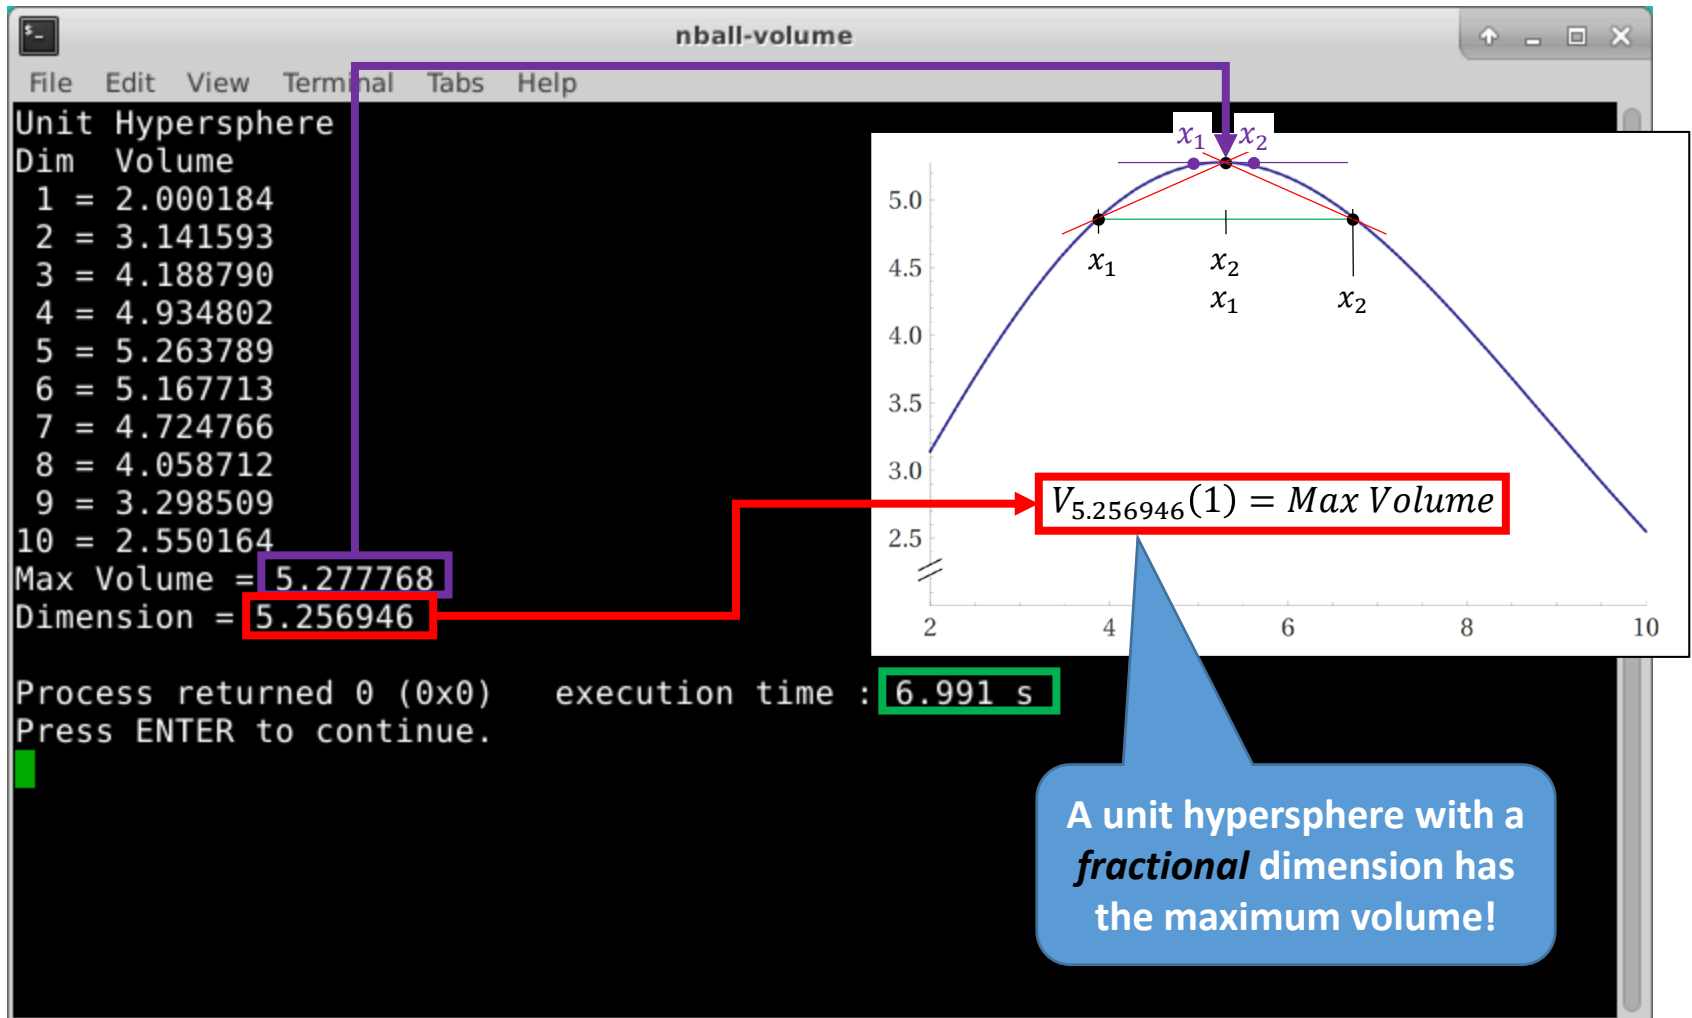 nball-volume
File Edit View Terminal Tabs Help
Unit Hypersphere
Dim Volume
1 = 2.000184
2 = 3.141593
3 = 4.188790
4 = 4.934802
5 = 5.263789
6 = 5.167713
7 = 4.724766
8 = 4.058712
9 = 3.298509
10 = 2.550164
Max Volume = 5.277768
Dimension = 5.256946
Process returned 0 (0x0) execution time : 6.991 s
Press ENTER to continue.
x₁ x₂
5.0
x₁ x₂
4.5
x₁ x₂
4.0
3.5
3.0
V₅.₂₅₆₉₄₆(1) = Max Volume
2.5
2 4 6 8 10
A unit hypersphere with a
fractional dimension has
the maximum volume!